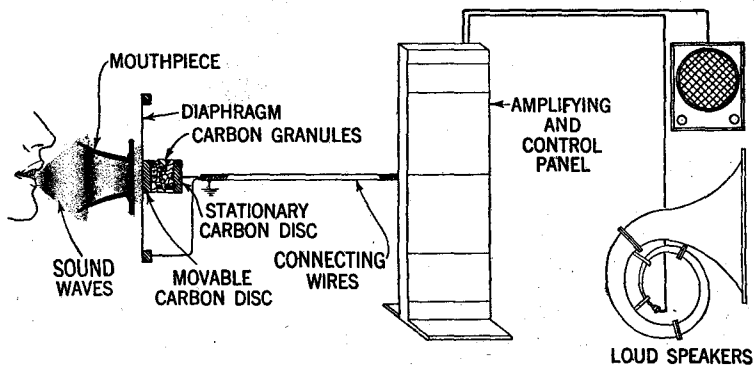 MOUTHPIECE
DIAPHRAGM
CARBON GRANULES
AMPLIFYING
AND
CONTROL
PANEL
STATIONARY
CARBON DISC
SOUND
WAVES
MOVABLE
CARBON DISC
CONNECTING
WIRES
LOUD SPEAKERS